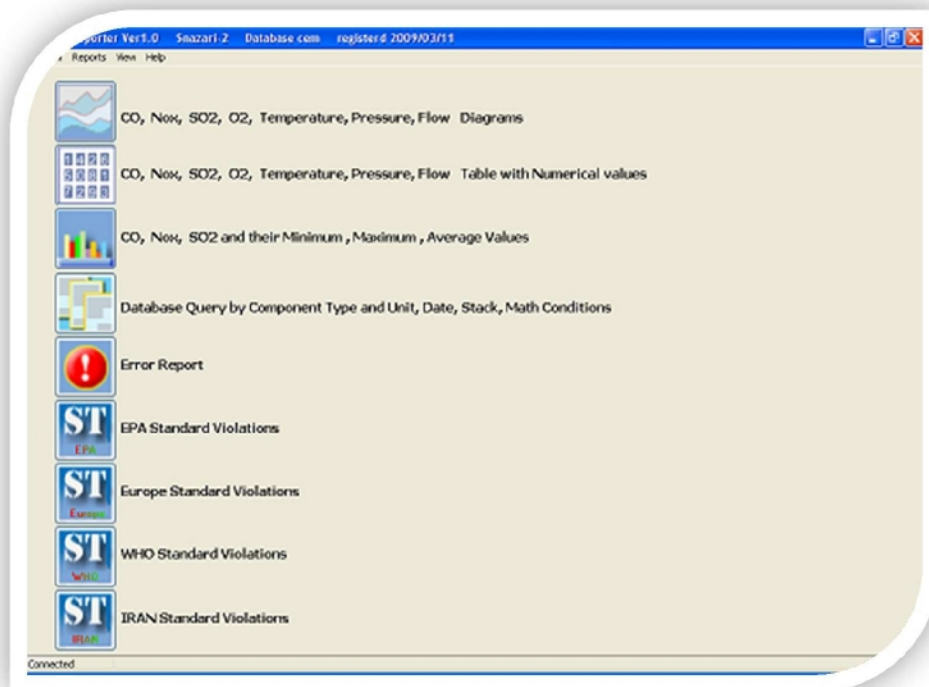 Ver1.0 Snazari-2 Database cem registerd 2009/03/11
Reports View Help
CO, Nox, SO2, O2, Temperature, Pressure, Flow Diagrams
CO, Nox, SO2, O2, Temperature, Pressure, Flow Table with Numerical values
CO, Nox, SO2 and their Minimum , Maximum , Average Values
Database Query by Component Type and Unit, Date, Stack, Math Conditions
Error Report
ST
EPA
EPA Standard Violations
ST
Europe
Europe Standard Violations
ST
WHO
WHO Standard Violations
ST
IRAN
IRAN Standard Violations
Connected